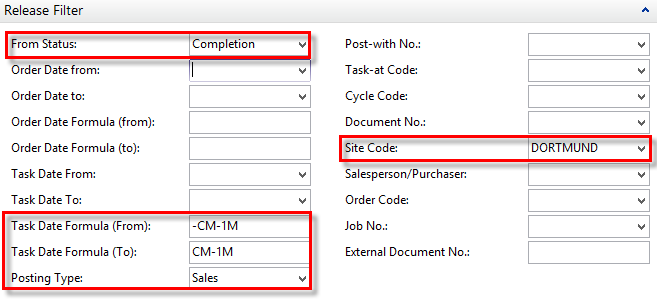 Release Filter
From Status: Completion
Order Date from:
Order Date to:
Order Date Formula (from):
Order Date Formula (to):
Task Date From:
Task Date To:
Task Date Formula (From): -CM-1M
Task Date Formula (To): CM-1M
Posting Type: Sales
Post-with No.:
Task-at Code:
Cycle Code:
Document No.:
Site Code: DORTMUND
Salesperson/Purchaser:
Order Code:
Job No.:
External Document No.: